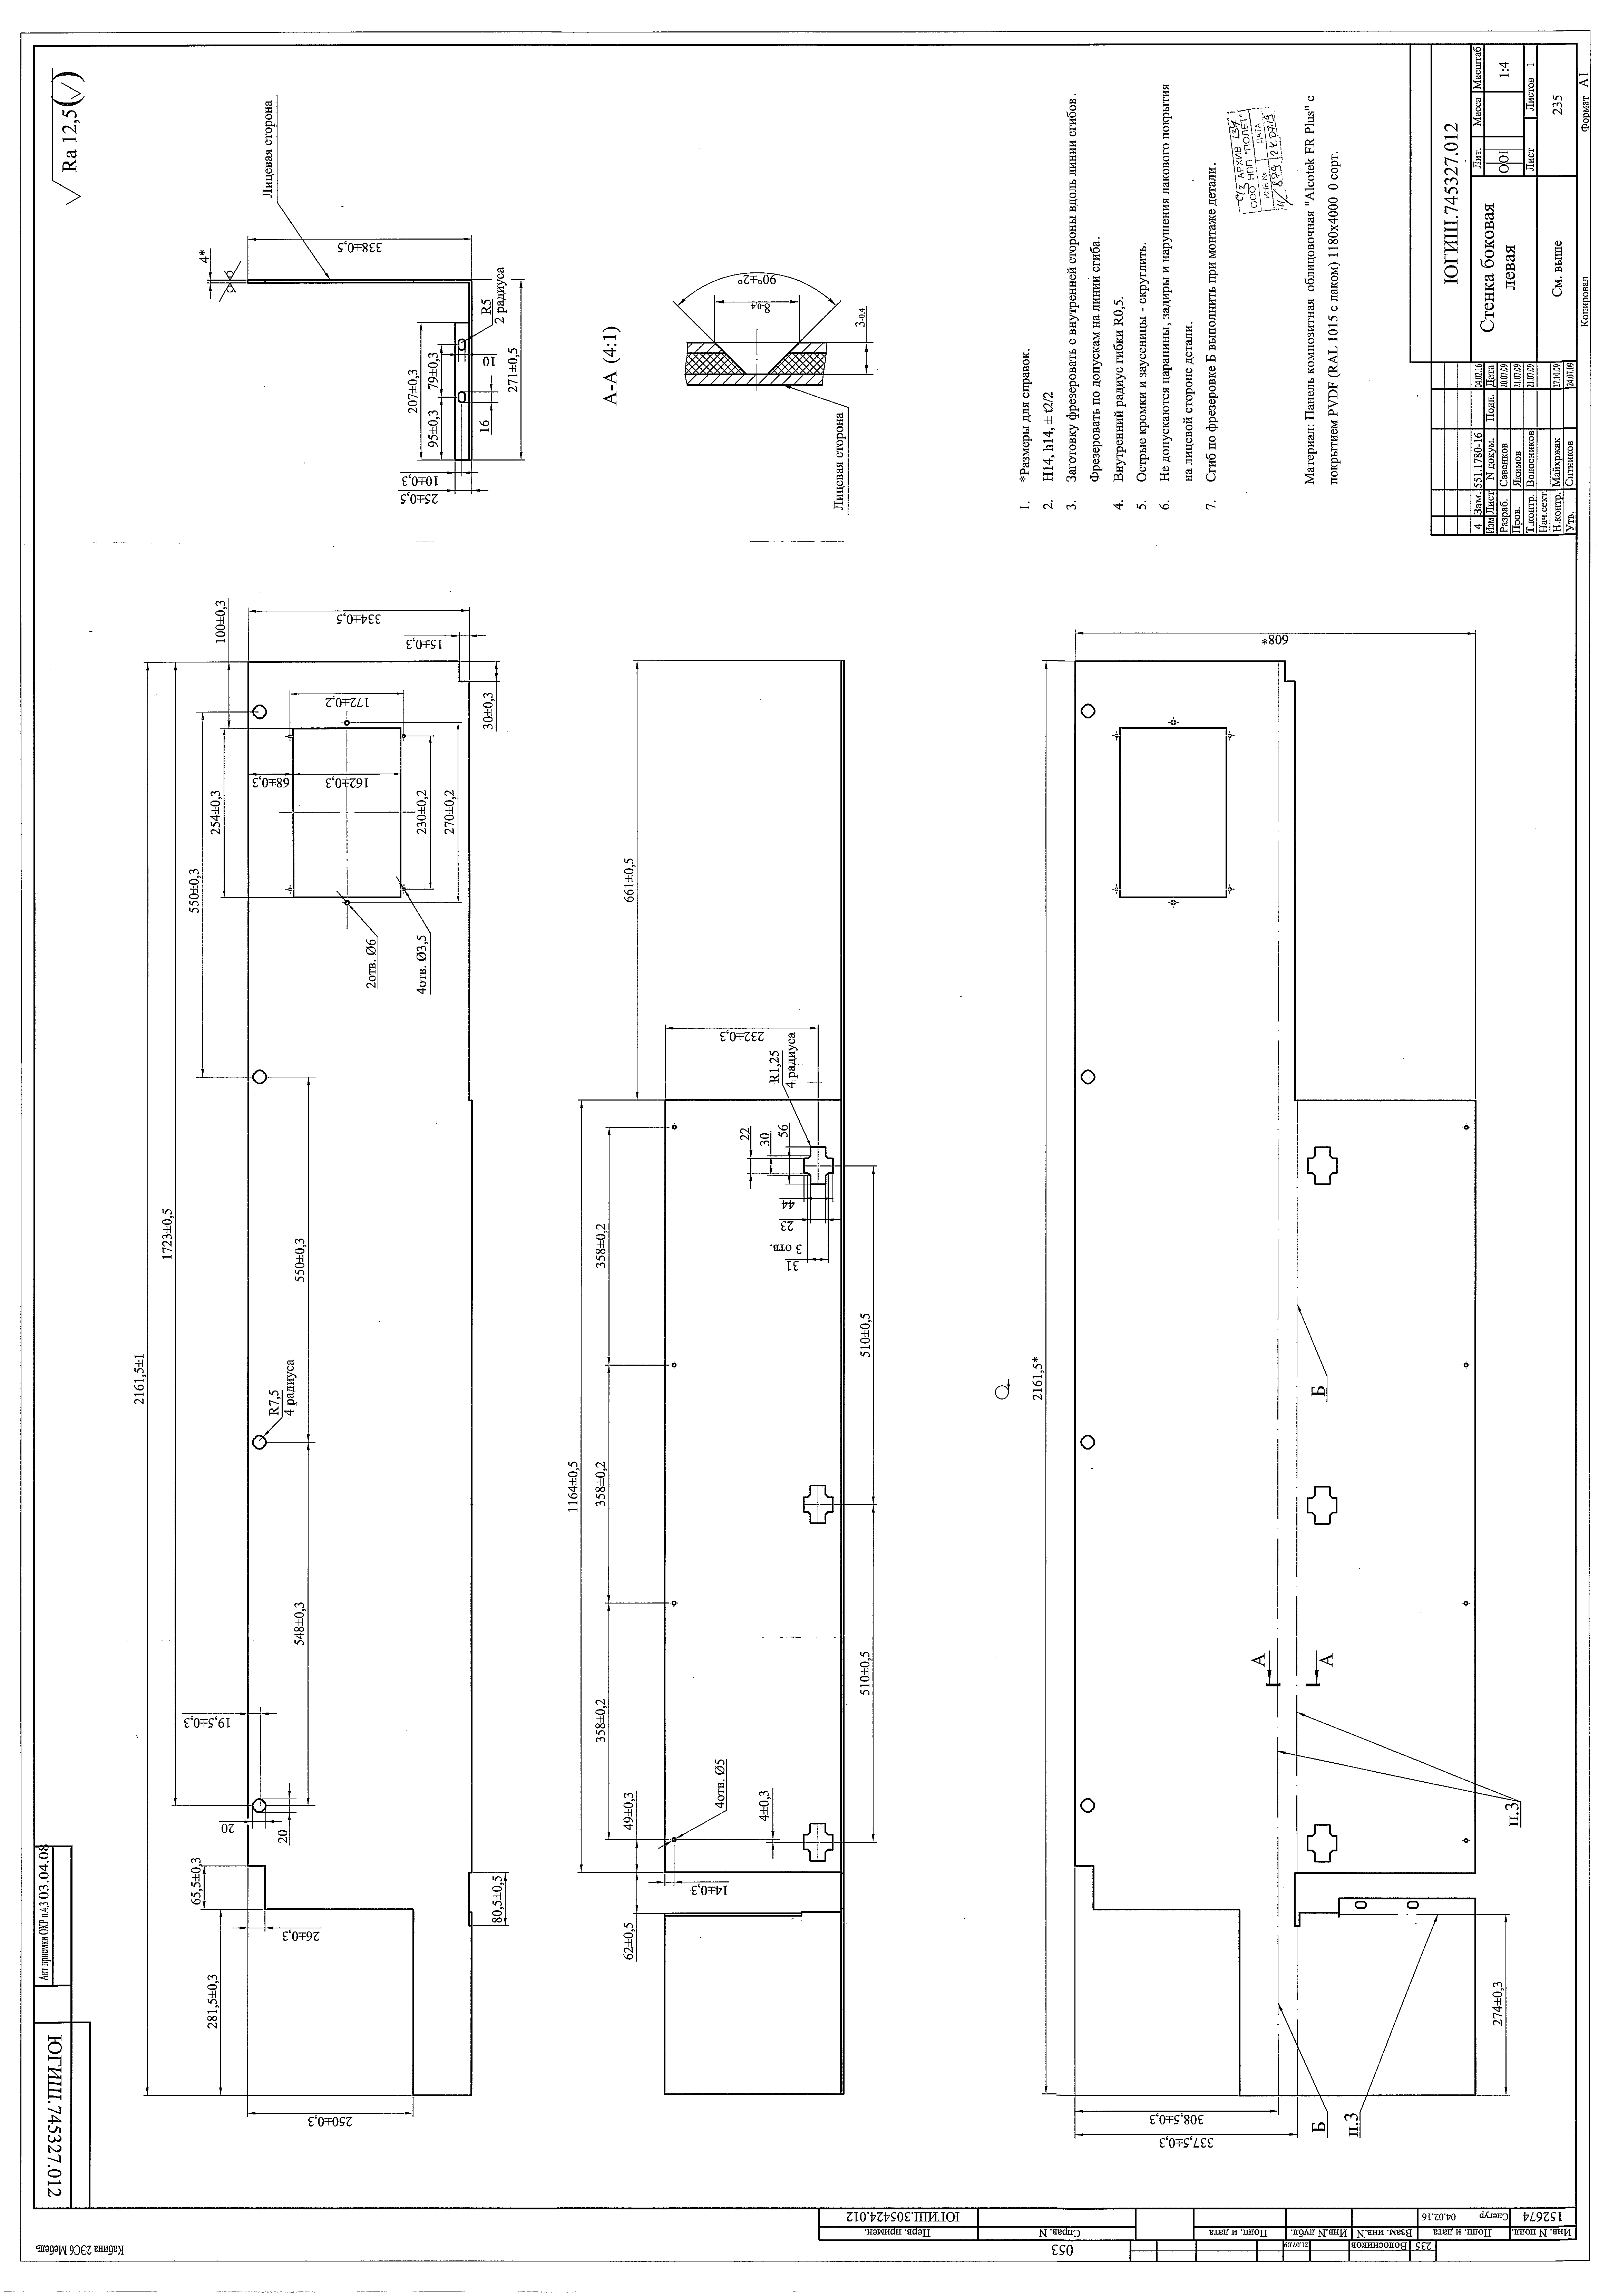 Ra 12,5(√)
ЮГИШ.745327.012
Акт приемки ОКР п.4.3 03.04.08
Кабина 2ЭС6 Мебель
2161,5±1
1723±0,5
550±0,3
100±0,3
254±0,3
334±0,5
15±0,3
30±0,3
172±0,2
68±0,3
162±0,3
230±0,2
270±0,2
2отв. Ø6
4отв. Ø3,5
550±0,3
R7,5
4 радиуса
548±0,3
19,5±0,3
20
20
65,5±0,3
26±0,3
80,5±0,5
281,5±0,3
250±0,3
4*
338±0,5
Лицевая сторона
207±0,3
79±0,3
95±0,3
R5
2 радиуса
10
16
271±0,5
10±0,3
25±0,5
А-А (4:1)
90°±2°
8-0,4
3-0,4
Лицевая сторона
661±0,5
232±0,3
R1,25
4 радиуса
1164±0,5
22
30
56
44
23
3 отв.
31
358±0,2
358±0,2
358±0,2
510±0,5
510±0,5
4отв. Ø5
49±0,3
4±0,3
14±0,3
62±0,5
2161,5*
608*
Б
А
А
п.3
274±0,3
308,5±0,3
337,5±0,3
Б
п.3
1. *Размеры для справок.
2. H14, h14, ± t2/2
3. Заготовку фрезеровать с внутренней стороны вдоль линии сгибов.
Фрезеровать по допускам на линии сгиба.
4. Внутренний радиус гибки R0,5.
5. Острые кромки и заусеницы - скруглить.
6. Не допускаются царапины, задиры и нарушения лакового покрытия
на лицевой стороне детали.
7. Сгиб по фрезеровке Б выполнить при монтаже детали.
АРХИВ
ООО НПП "ПОЛЕТ"
ИНВ № ДАТА
Материал: Панель композитная облицовочная "Alcotek FR Plus" с
покрытием PVDF (RAL 1015 с лаком) 1180х4000 0 сорт.
ЮГИШ.745327.012
4 Зам. 551.1780-16 04.02.16
Изм Лист N докум. Подп. Дата
Разраб. Савенков 20.07.09
Пров. Якимов 21.07.09
Т.контр. Волосников 21.07.09
Нач.сект.
Н.контр. Майхржак 27.10.09
Утв. Ситников 24.07.09
Стенка боковая
левая
Лит. Масса Масштаб
001 1:4
Лист Листов 1
См. выше
235
Копировал
Формат А1
Перв. примен.
ЮГИШ.305424.012
Справ. N
053
Подп. и дата
Инв.N дубл.
Взам. инв.N
Подп. и дата
04.02.16
Инв. N подл.
152674
235 Волосников 21.07.09